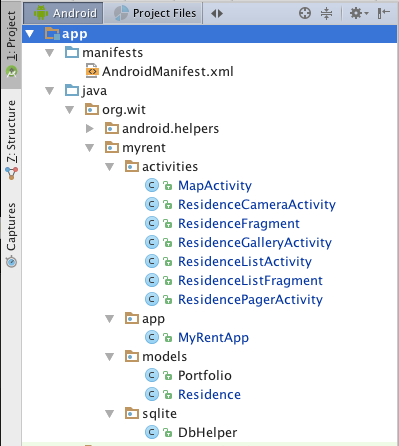 Android
Project Files
1: Project
Z: Structure
Captures
app
manifests
AndroidManifest.xml
java
org.wit
android.helpers
myrent
activities
C MapActivity
C ResidenceCameraActivity
C ResidenceFragment
C ResidenceGalleryActivity
C ResidenceListActivity
C ResidenceListFragment
C ResidencePagerActivity
app
C MyRentApp
models
C Portfolio
C Residence
sqlite
C DbHelper